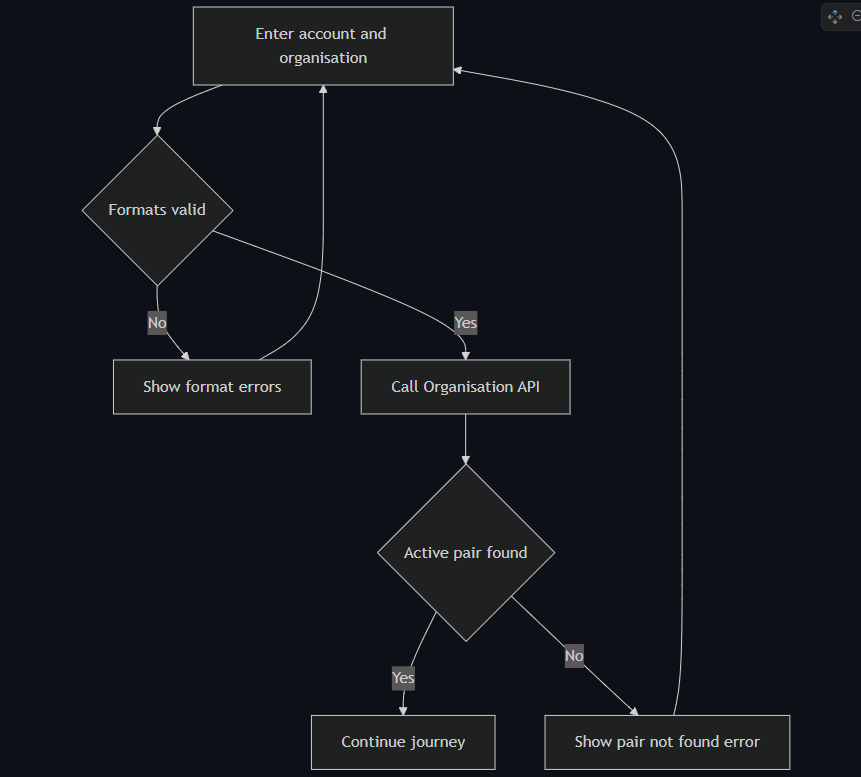 Enter account and
organisation
Formats valid
No
Yes
Show format errors
Call Organisation API
Active pair found
No
Yes
Continue journey
Show pair not found error